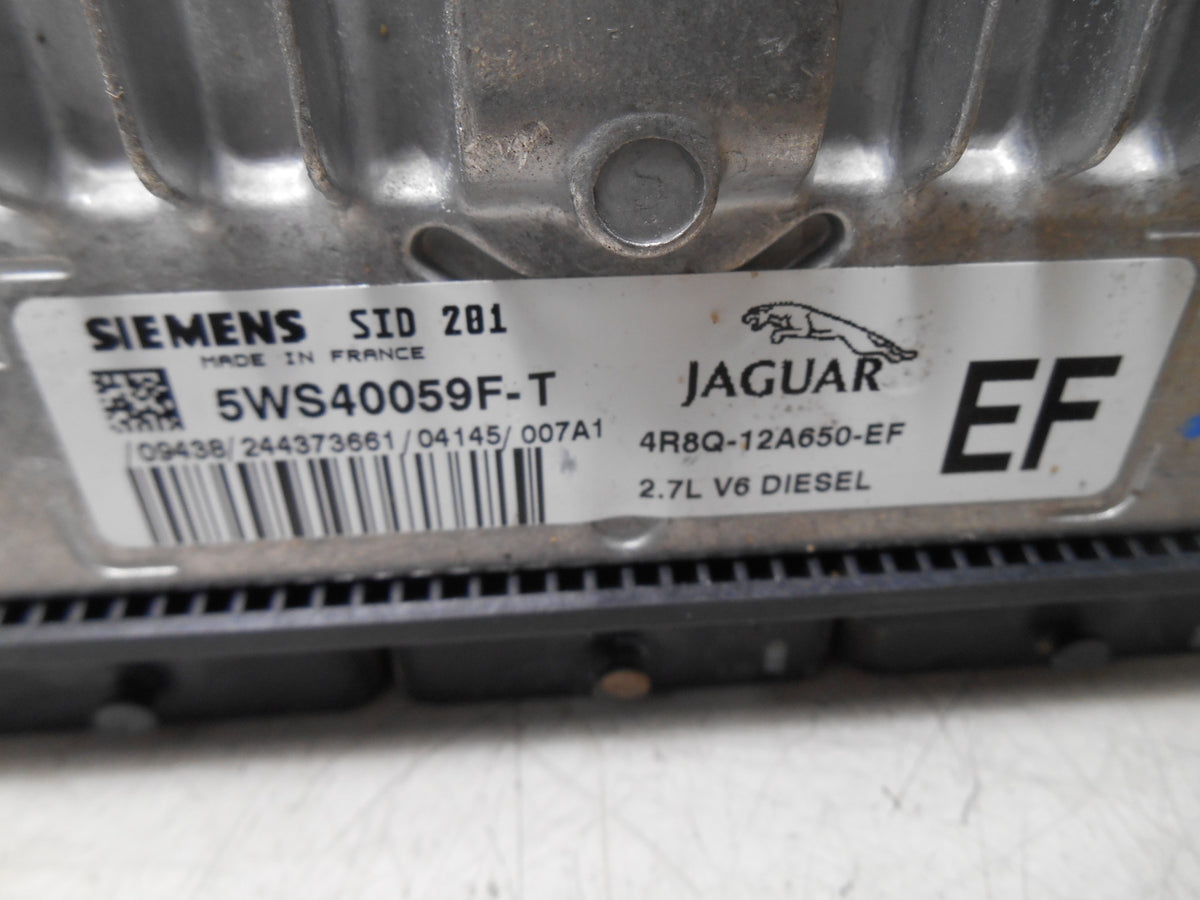 SIEMENS SID 201
MADE IN FRANCE
5WS40059F-T
/09438/244373661/04145/007A1
JAGUAR
4R8Q-12A650-EF
2.7L V6 DIESEL
EF